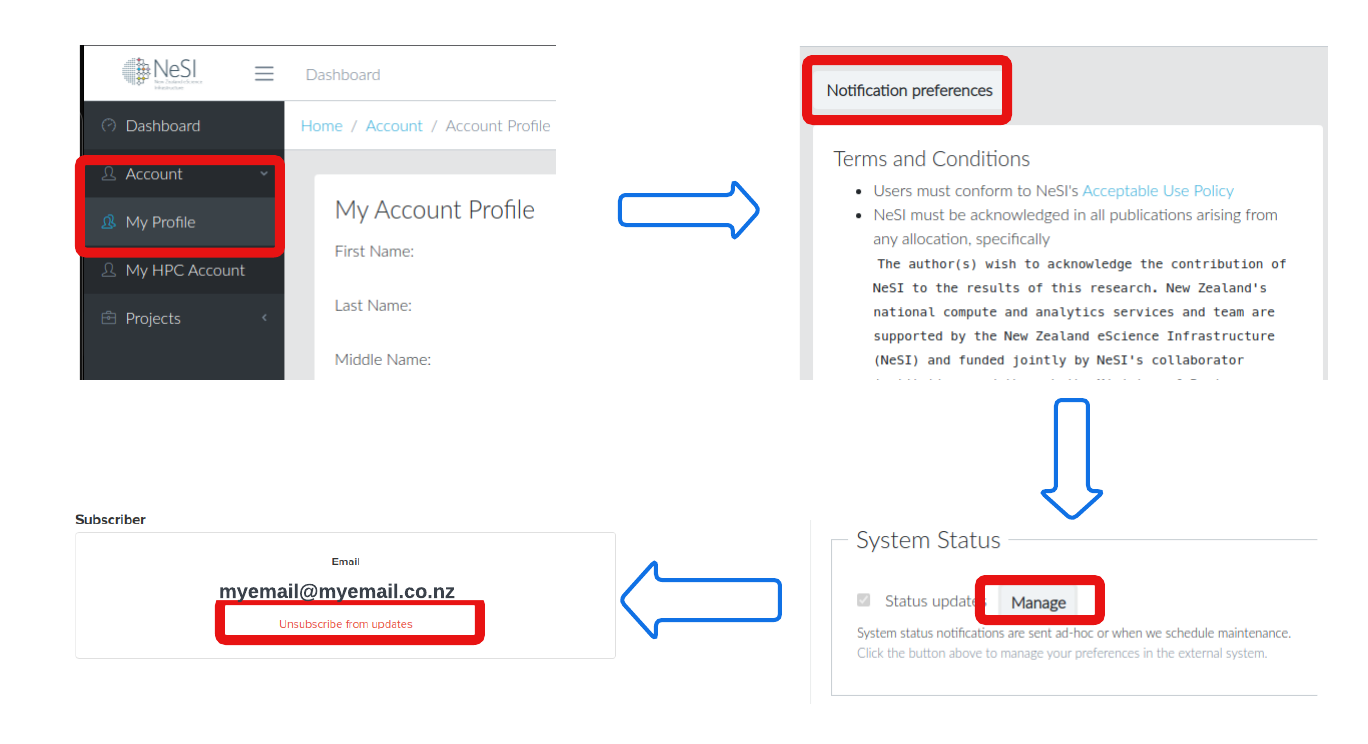 NeSI
New Zealand eScience
Infrastructure
Dashboard
Dashboard
Account
My Profile
My HPC Account
Projects
Home / Account / Account Profile
My Account Profile
First Name:
Last Name:
Middle Name:
Notification preferences
Terms and Conditions
• Users must conform to NeSI's Acceptable Use Policy
• NeSI must be acknowledged in all publications arising from
any allocation, specifically
The author(s) wish to acknowledge the contribution of
NeSI to the results of this research. New Zealand's
national compute and analytics services and team are
supported by the New Zealand eScience Infrastructure
(NeSI) and funded jointly by NeSI's collaborator
System Status
Status updates Manage
System status notifications are sent ad-hoc or when we schedule maintenance.
Click the button above to manage your preferences in the external system.
Subscriber
Email
myemail@myemail.co.nz
Unsubscribe from updates